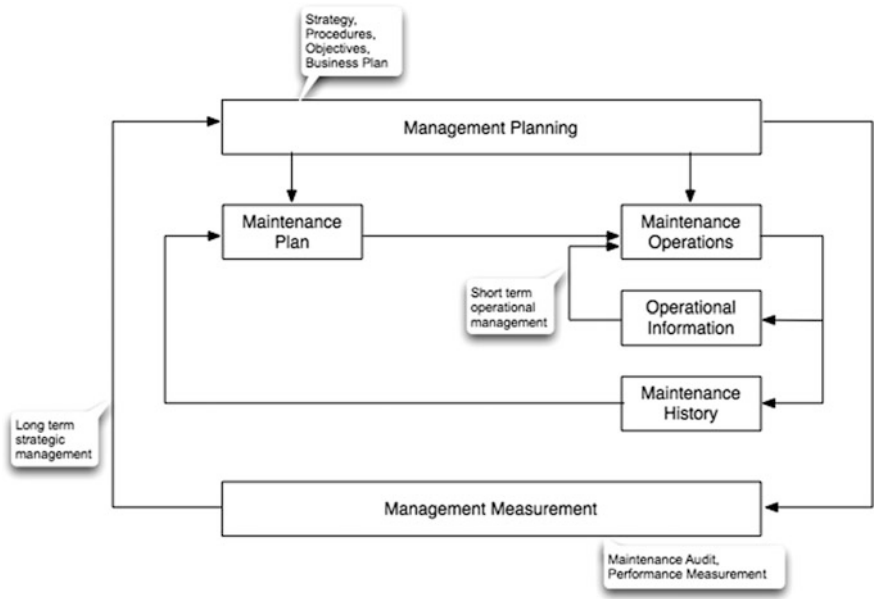 Strategy,
Procedures,
Objectives,
Business Plan
Management Planning
Maintenance
Plan
Maintenance
Operations
Short term
operational
management
Operational
Information
Maintenance
History
Long term
strategic
management
Management Measurement
Maintenance Audit,
Performance Measurement